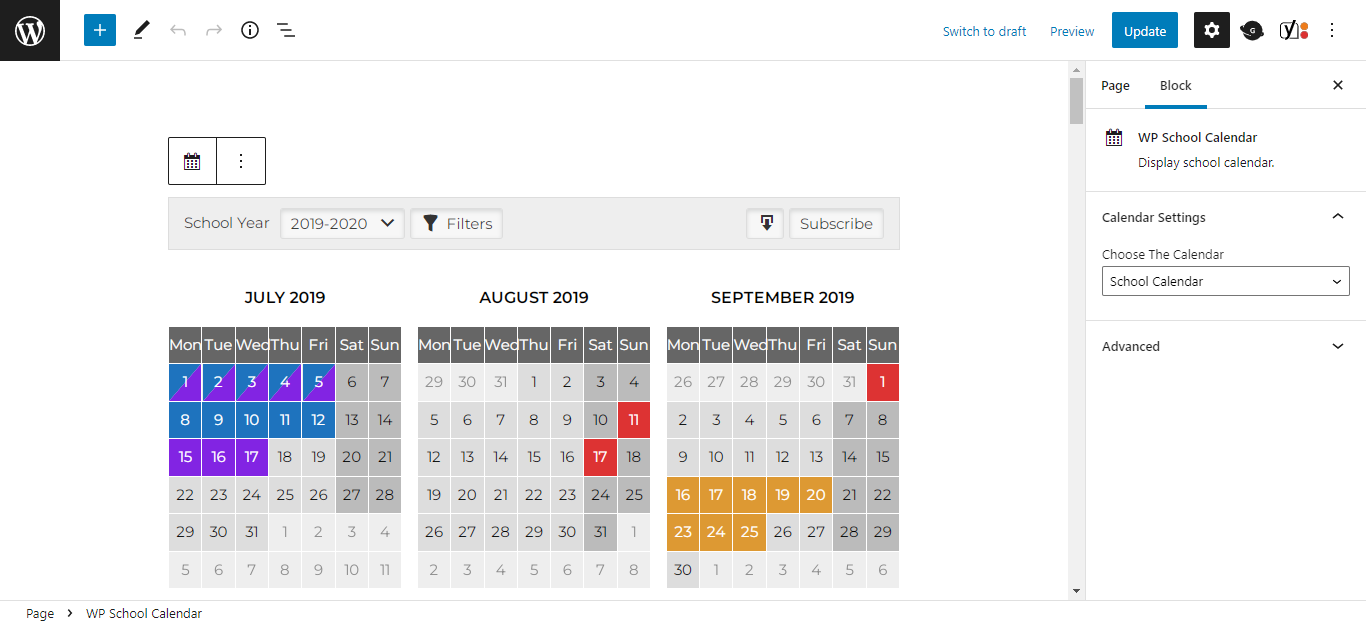 Switch to draft Preview Update
Page Block
WP School Calendar
Display school calendar.
Calendar Settings
Choose The Calendar
School Calendar
Advanced
School Year 2019-2020 Filters Subscribe
JULY 2019
Mon Tue Wed Thu Fri Sat Sun
1 2 3 4 5 6 7
8 9 10 11 12 13 14
15 16 17 18 19 20 21
22 23 24 25 26 27 28
29 30 31 1 2 3 4
5 6 7 8 9 10 11
AUGUST 2019
Mon Tue Wed Thu Fri Sat Sun
29 30 31 1 2 3 4
5 6 7 8 9 10 11
12 13 14 15 16 17 18
19 20 21 22 23 24 25
26 27 28 29 30 31 1
2 3 4 5 6 7 8
SEPTEMBER 2019
Mon Tue Wed Thu Fri Sat Sun
26 27 28 29 30 31 1
2 3 4 5 6 7 8
9 10 11 12 13 14 15
16 17 18 19 20 21 22
23 24 25 26 27 28 29
30 1 2 3 4 5 6
Page WP School Calendar